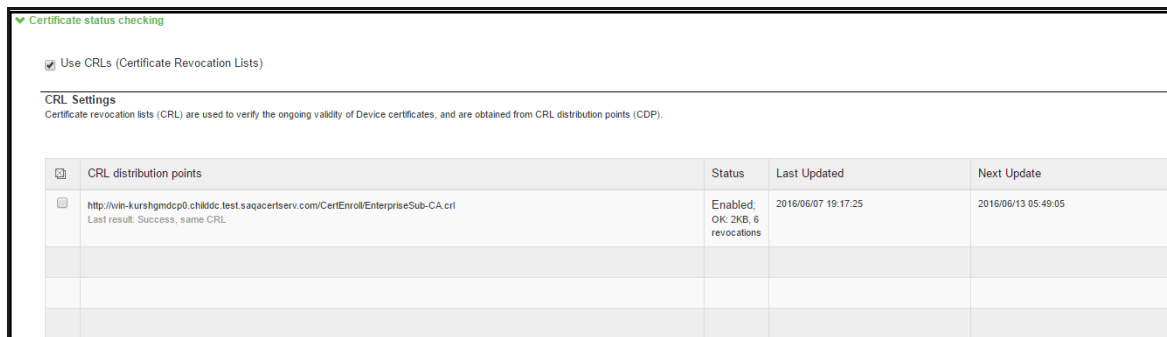 Certificate status checking
Use CRLs (Certificate Revocation Lists)
CRL Settings
Certificate revocation lists (CRL) are used to verify the ongoing validity of Device certificates, and are obtained from CRL distribution points (CDP).
CRL distribution points Status Last Updated Next Update
http://win-kurshgmdcp0.childdc.test.saqacertserv.com/CertEnroll/EnterpriseSub-CA.crl Enabled; 2016/06/07 19:17:25 2016/06/13 05:49:05
Last result: Success, same CRL OK: 2KB, 6
revocations